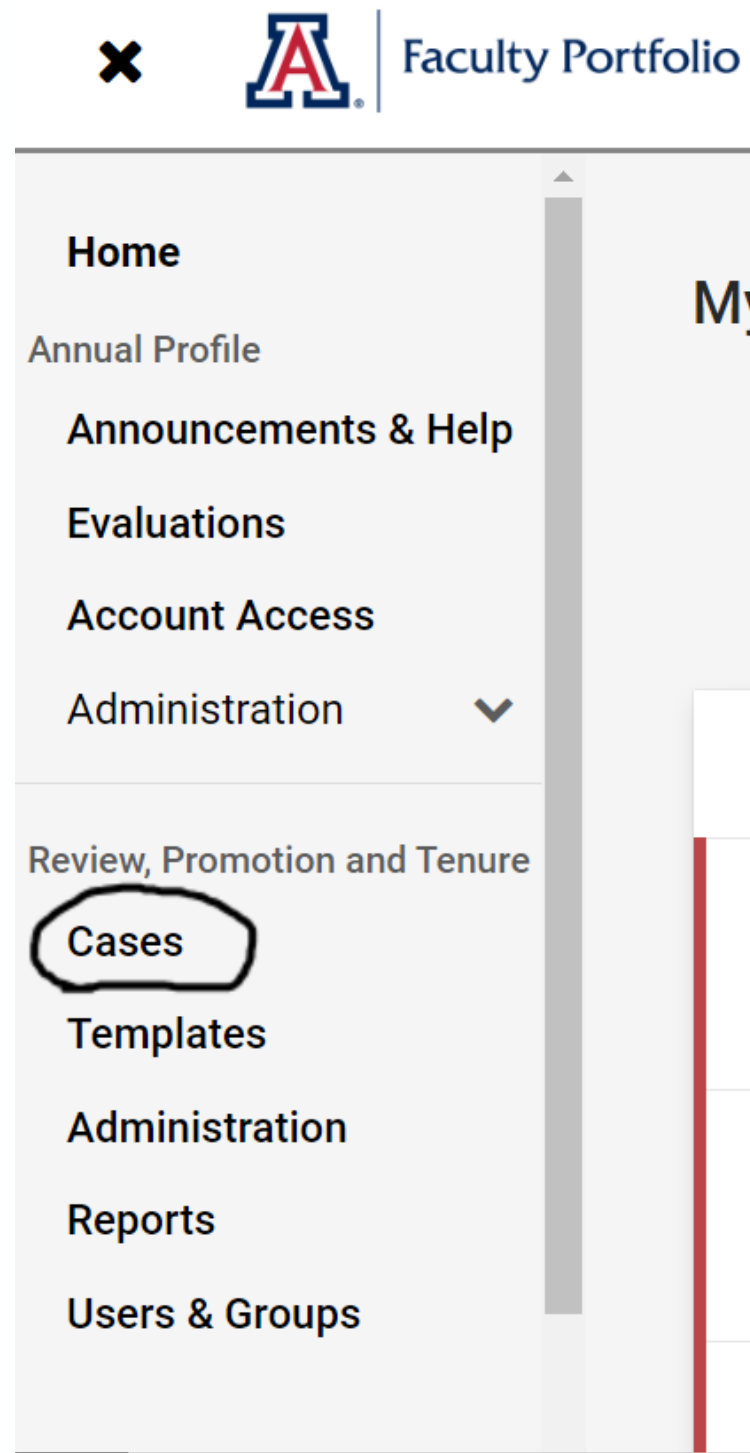 A Faculty Portfolio
Home
My
Annual Profile
Announcements & Help
Evaluations
Account Access
Administration
Review, Promotion and Tenure
Cases
Templates
Administration
Reports
Users & Groups